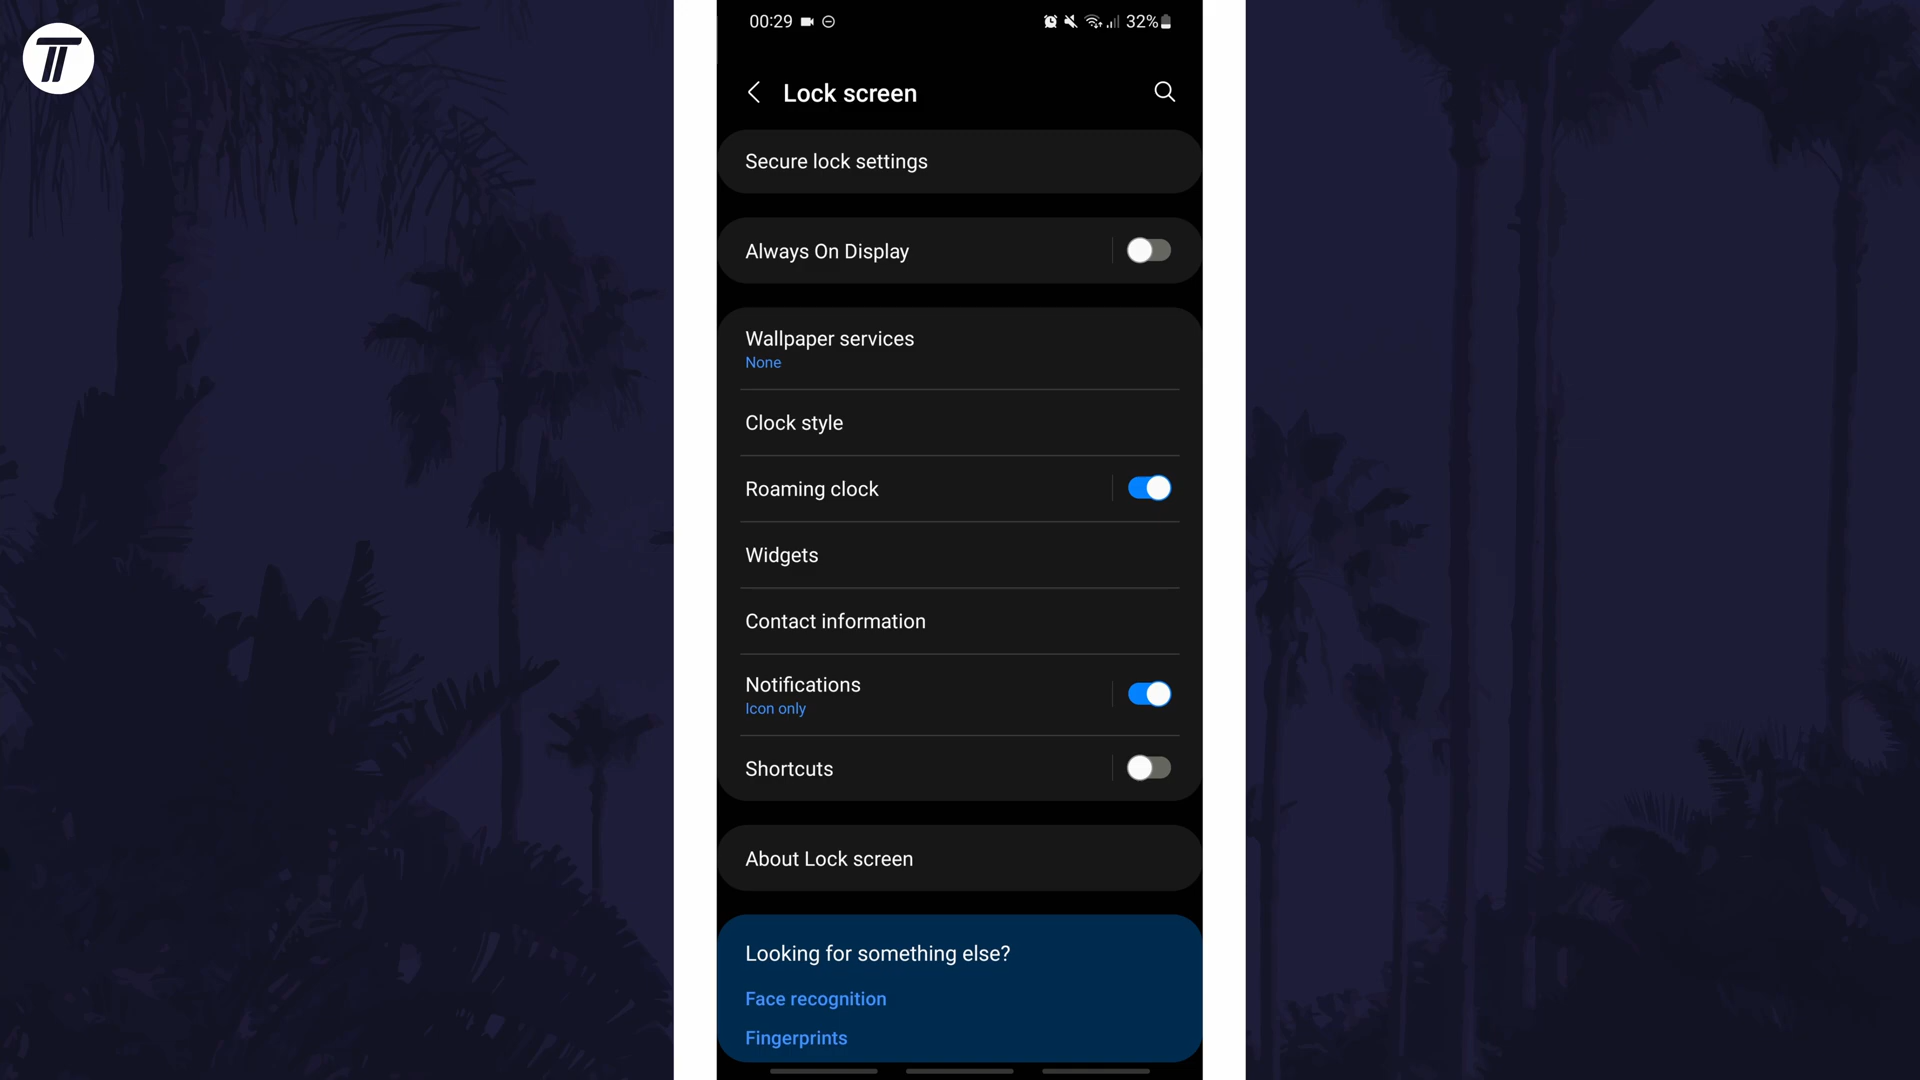 00:29
32%
Lock screen
Secure lock settings
Always On Display
Wallpaper services
None
Clock style
Roaming clock
Widgets
Contact information
Notifications
Icon only
Shortcuts
About Lock screen
Looking for something else?
Face recognition
Fingerprints